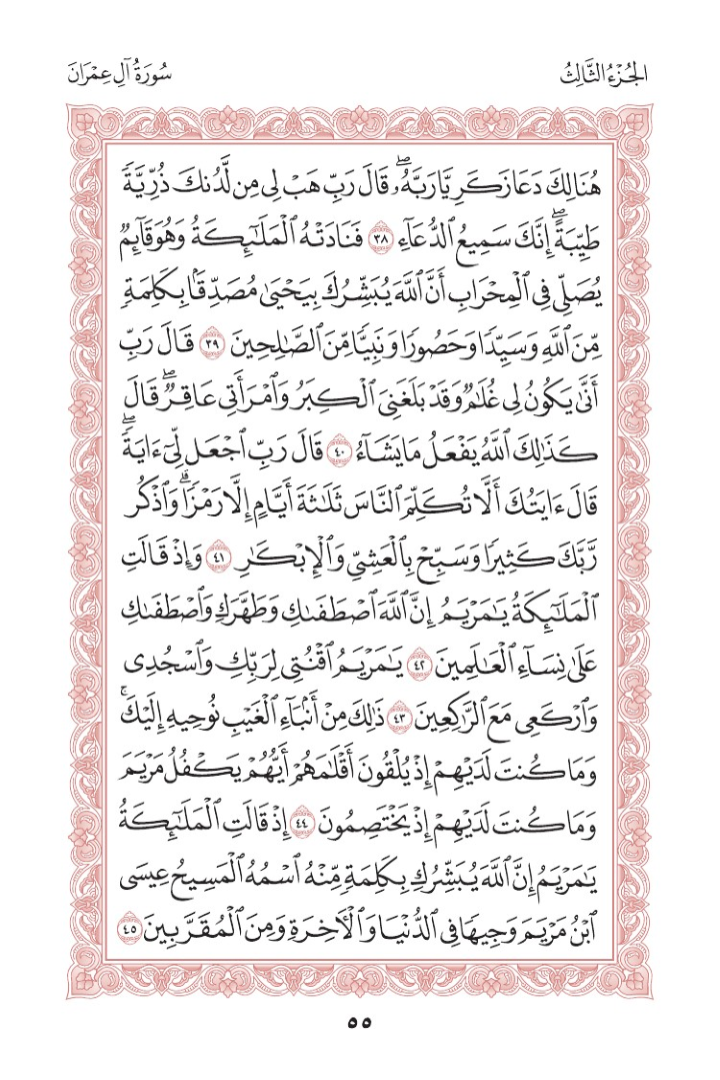 الجُزْءُ الثَّالِثُ
سُورَةُ آلِ عِمْرَانَ
هُنَالِكَ دَعَا زَكَرِيَّا رَبَّهُۥۖ قَالَ رَبِّ هَبْ لِى مِن لَّدُنكَ ذُرِّيَّةً
طَيِّبَةًۖ إِنَّكَ سَمِيعُ ٱلدُّعَآءِ ٣٨ فَنَادَتْهُ ٱلْمَلَٰٓئِكَةُ وَهُوَ قَآئِمٌ
يُصَلِّى فِى ٱلْمِحْرَابِ أَنَّ ٱللَّهَ يُبَشِّرُكَ بِيَحْيَىٰ مُصَدِّقًۢا بِكَلِمَةٍ
مِّنَ ٱللَّهِ وَسَيِّدًا وَحَصُورًا وَنَبِيًّا مِّنَ ٱلصَّٰلِحِينَ ٣٩ قَالَ رَبِّ
أَنَّىٰ يَكُونُ لِى غُلَٰمٌ وَقَدْ بَلَغَنِىَ ٱلْكِبَرُ وَٱمْرَأَتِى عَاقِرٌۖ قَالَ
كَذَٰلِكَ ٱللَّهُ يَفْعَلُ مَا يَشَآءُ ٤٠ قَالَ رَبِّ ٱجْعَل لِّىٓ ءَايَةًۖ
قَالَ ءَايَتُكَ أَلَّا تُكَلِّمَ ٱلنَّاسَ ثَلَٰثَةَ أَيَّامٍ إِلَّا رَمْزًاۗ وَٱذْكُر
رَّبَّكَ كَثِيرًا وَسَبِّحْ بِٱلْعَشِىِّ وَٱلْإِبْكَٰرِ ٤١ وَإِذْ قَالَتِ
ٱلْمَلَٰٓئِكَةُ يَٰمَرْيَمُ إِنَّ ٱللَّهَ ٱصْطَفَىٰكِ وَطَهَّرَكِ وَٱصْطَفَىٰكِ
عَلَىٰ نِسَآءِ ٱلْعَٰلَمِينَ ٤٢ يَٰمَرْيَمُ ٱقْنُتِى لِرَبِّكِ وَٱسْجُدِى
وَٱرْكَعِى مَعَ ٱلرَّٰكِعِينَ ٤٣ ذَٰلِكَ مِنْ أَنۢبَآءِ ٱلْغَيْبِ نُوحِيهِ إِلَيْكَۚ
وَمَا كُنتَ لَدَيْهِمْ إِذْ يُلْقُونَ أَقْلَٰمَهُمْ أَيُّهُمْ يَكْفُلُ مَرْيَمَ
وَمَا كُنتَ لَدَيْهِمْ إِذْ يَخْتَصِمُونَ ٤٤ إِذْ قَالَتِ ٱلْمَلَٰٓئِكَةُ
يَٰمَرْيَمُ إِنَّ ٱللَّهَ يُبَشِّرُكِ بِكَلِمَةٍ مِّنْهُ ٱسْمُهُ ٱلْمَسِيحُ عِيسَى
ٱبْنُ مَرْيَمَ وَجِيهًا فِى ٱلدُّنْيَا وَٱلْءَاخِرَةِ وَمِنَ ٱلْمُقَرَّبِينَ ٤٥
٥٥